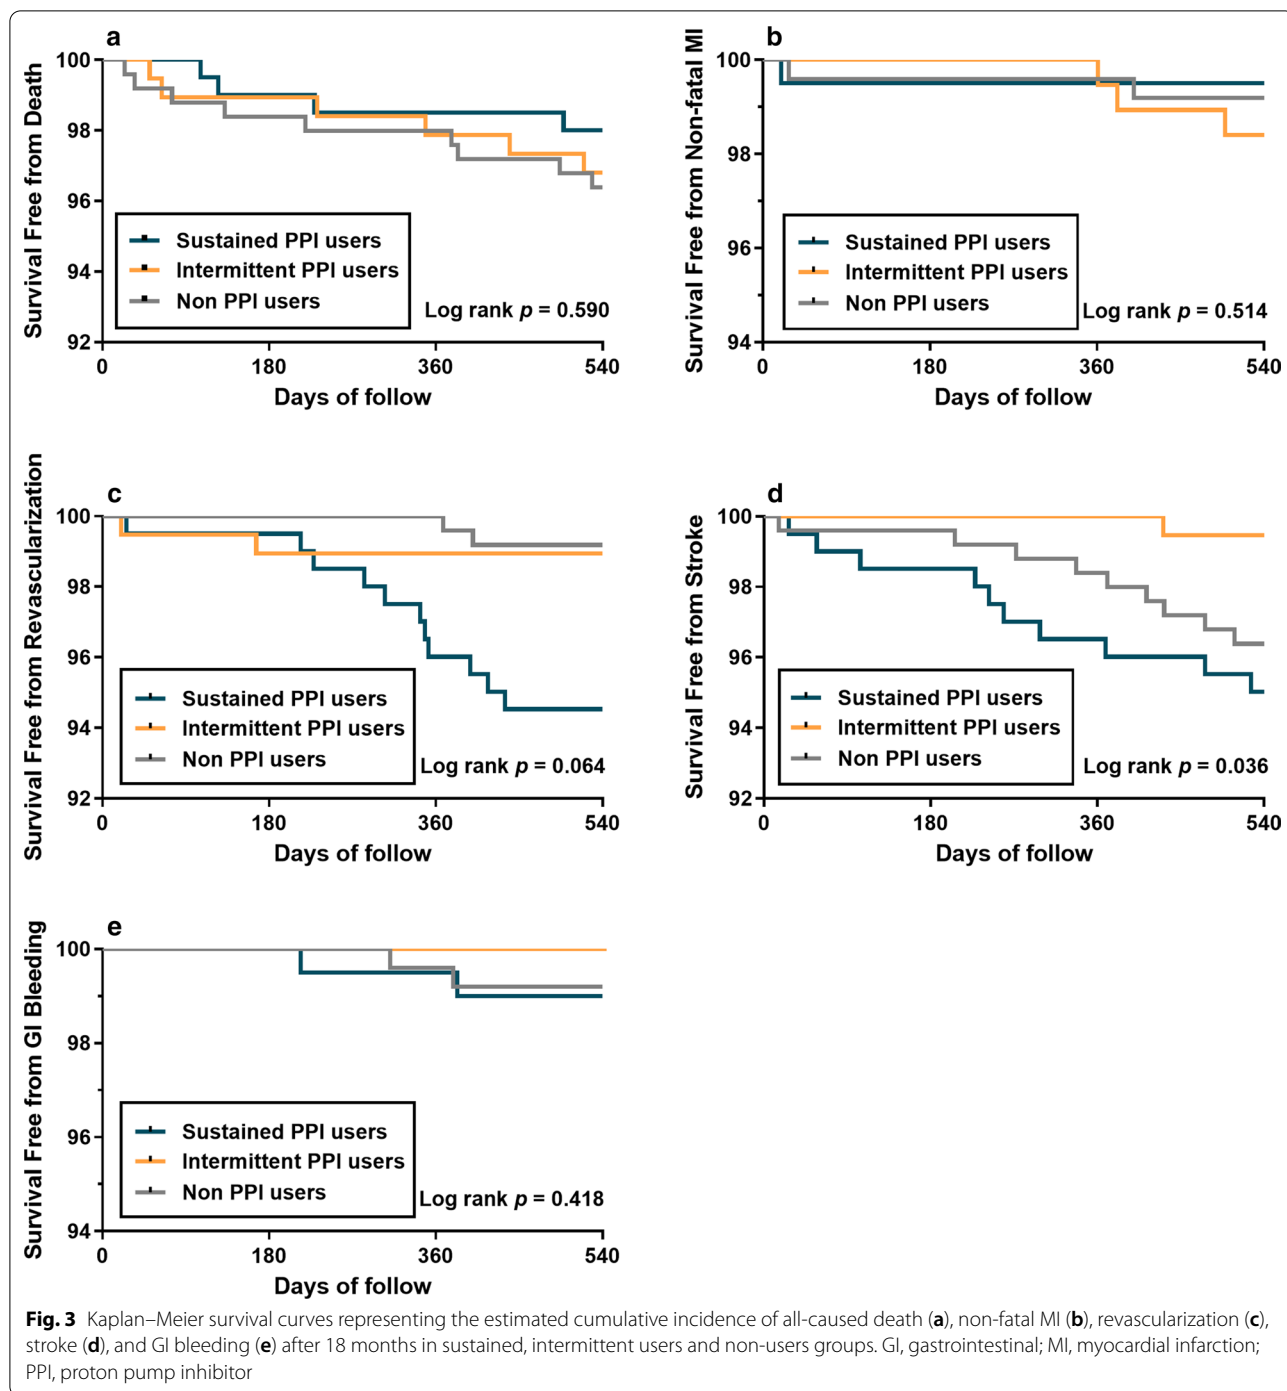 a
Survival Free from Death
100
98
96
94
92
Sustained PPI users
Intermittent PPI users
Non PPI users
Log rank p = 0.590
0 180 360 540
Days of follow
b
Survival Free from Non-fatal MI
100
98
96
94
Sustained PPI users
Intermittent PPI users
Non PPI users
Log rank p = 0.514
0 180 360 540
Days of follow
c
Survival Free from Revascularization
100
98
96
94
92
Sustained PPI users
Intermittent PPI users
Non PPI users
Log rank p = 0.064
0 180 360 540
Days of follow
d
Survival Free from Stroke
100
98
96
94
92
Sustained PPI users
Intermittent PPI users
Non PPI users
Log rank p = 0.036
0 180 360 540
Days of follow
e
Survival Free from GI Bleeding
100
98
96
94
Sustained PPI users
Intermittent PPI users
Non PPI users
Log rank p = 0.418
0 180 360 540
Days of follow
Fig. 3 Kaplan–Meier survival curves representing the estimated cumulative incidence of all-caused death (a), non-fatal MI (b), revascularization (c),
stroke (d), and GI bleeding (e) after 18 months in sustained, intermittent users and non-users groups. GI, gastrointestinal; MI, myocardial infarction;
PPI, proton pump inhibitor